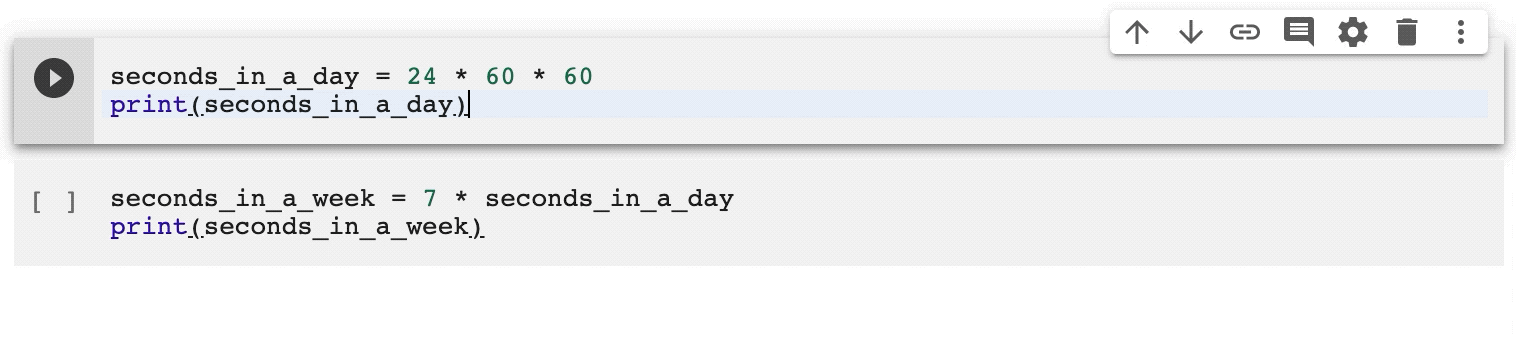 seconds_in_a_day = 24 * 60 * 60
print(seconds_in_a_day)
[ ] seconds_in_a_week = 7 * seconds_in_a_day
print(seconds_in_a_week)